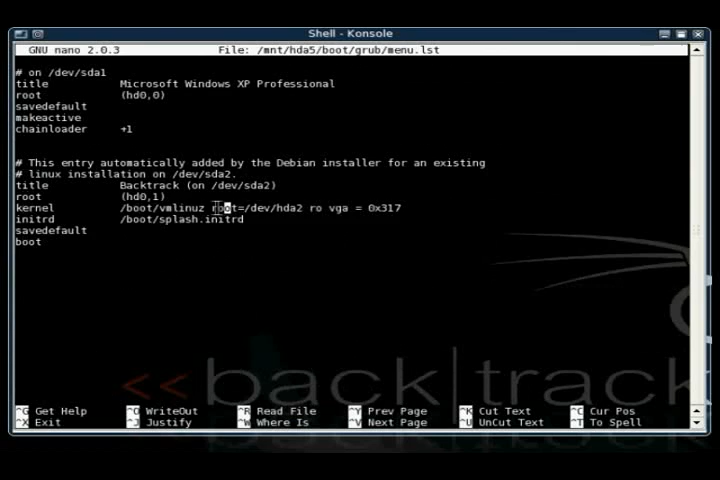 Shell - Konsole
GNU nano 2.0.3 File: /mnt/hda5/boot/grub/menu.lst
# on /dev/sda1
title Microsoft Windows XP Professional
root (hd0,0)
savedefault
makeactive
chainloader +1
# This entry automatically added by the Debian installer for an existing
# linux installation on /dev/sda2.
title Backtrack (on /dev/sda2)
root (hd0,1)
kernel /boot/vmlinuz root=/dev/hda2 ro vga = 0x317
initrd /boot/splash.initrd
savedefault
boot
<<back|track
^G Get Help ^O WriteOut ^R Read File ^Y Prev Page ^K Cut Text ^C Cur Pos
^X Exit ^J Justify ^W Where Is ^V Next Page ^U UnCut Text ^T To Spell